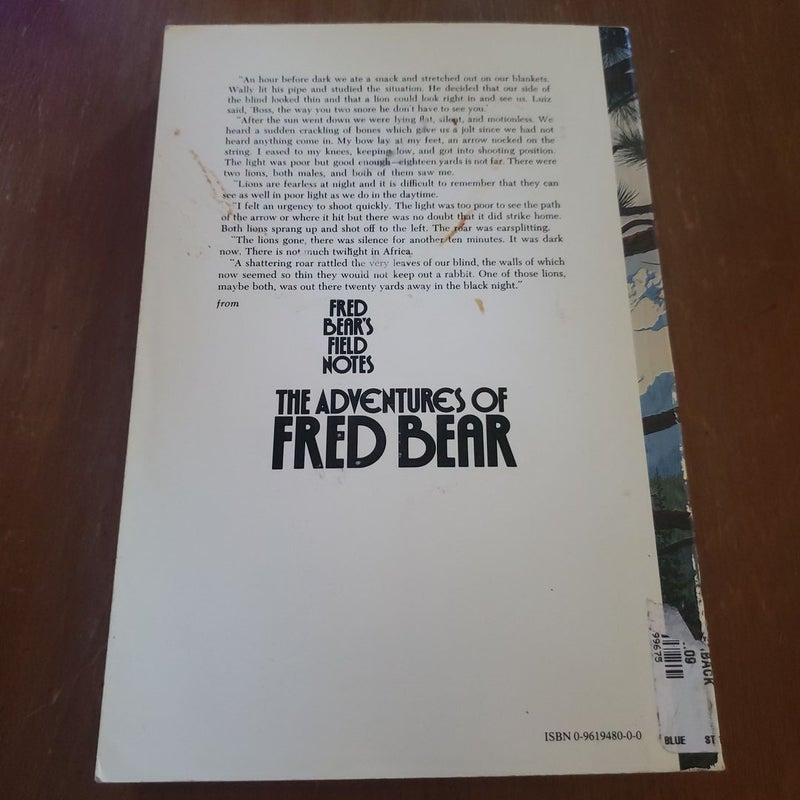 "An hour before dark we ate a snack and stretched out on our blankets.
Wally lit his pipe and studied the situation. He decided that our side of
the blind looked thin and that a lion could look right in and see us. Luiz
said, 'Boss, the way you two snore he don't have to see you.'
"After the sun went down we were lying flat, silent, and motionless. We
heard a sudden crackling of bones which gave us a jolt since we had not
heard anything come in. My bow lay at my feet, an arrow nocked on the
string. I eased to my knees, keeping low, and got into shooting position.
The light was poor but good enough—eighteen yards is not far. There were
two lions, both males, and both of them saw me.
"Lions are fearless at night and it is difficult to remember that they can
see as well in poor light as we do in the daytime.
"I felt an urgency to shoot quickly. The light was too poor to see the path
of the arrow or where it hit but there was no doubt that it did strike home.
Both lions sprang up and shot off to the left. The roar was earsplitting.
"The lions gone, there was silence for another ten minutes. It was dark
now. There is not much twilight in Africa.
"A shattering roar rattled the very leaves of our blind, the walls of which
now seemed so thin they would not keep out a rabbit. One of those lions,
maybe both, was out there twenty yards away in the black night."
from
FRED
BEAR'S
FIELD
NOTES
THE ADVENTURES OF
FRED BEAR
ISBN 0-9619480-0-0
99675
.09
BACK
BLUE ST